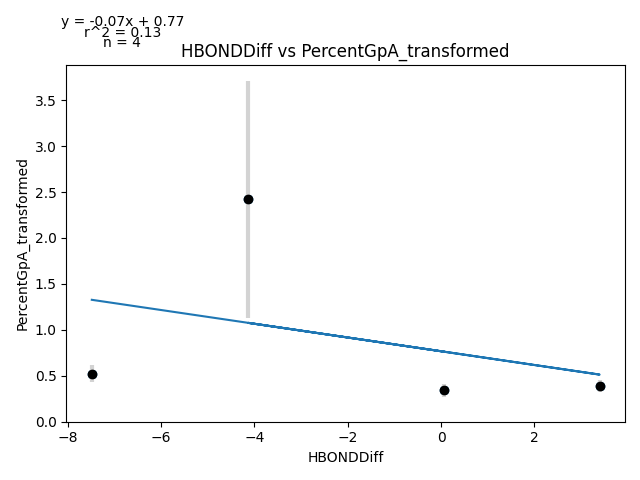 y = -0.07x + 0.77
r^2 = 0.13
n = 4
HBONDDiff vs PercentGpA_transformed
3.5
3.0
2.5
2.0
1.5
1.0
0.5
0.0
PercentGpA_transformed
−8
−6
−4
−2
0
2
HBONDDiff